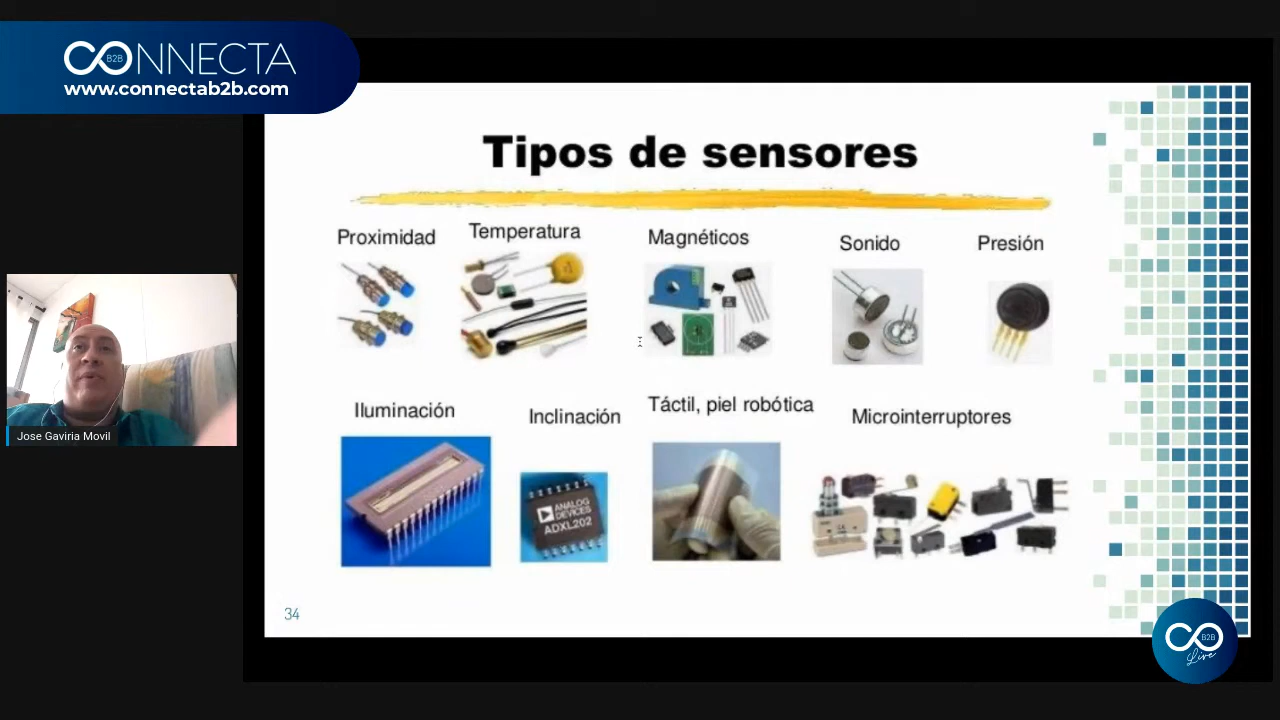 CONNECTA
B2B
www.connectab2b.com
Tipos de sensores
Proximidad
Temperatura
Magnéticos
Sonido
Presión
Iluminación
Inclinación
Táctil, piel robótica
Microinterruptores
ANALOG
DEVICES
ADXL202
Jose Gaviria Movil
34
CO
B2B
Live